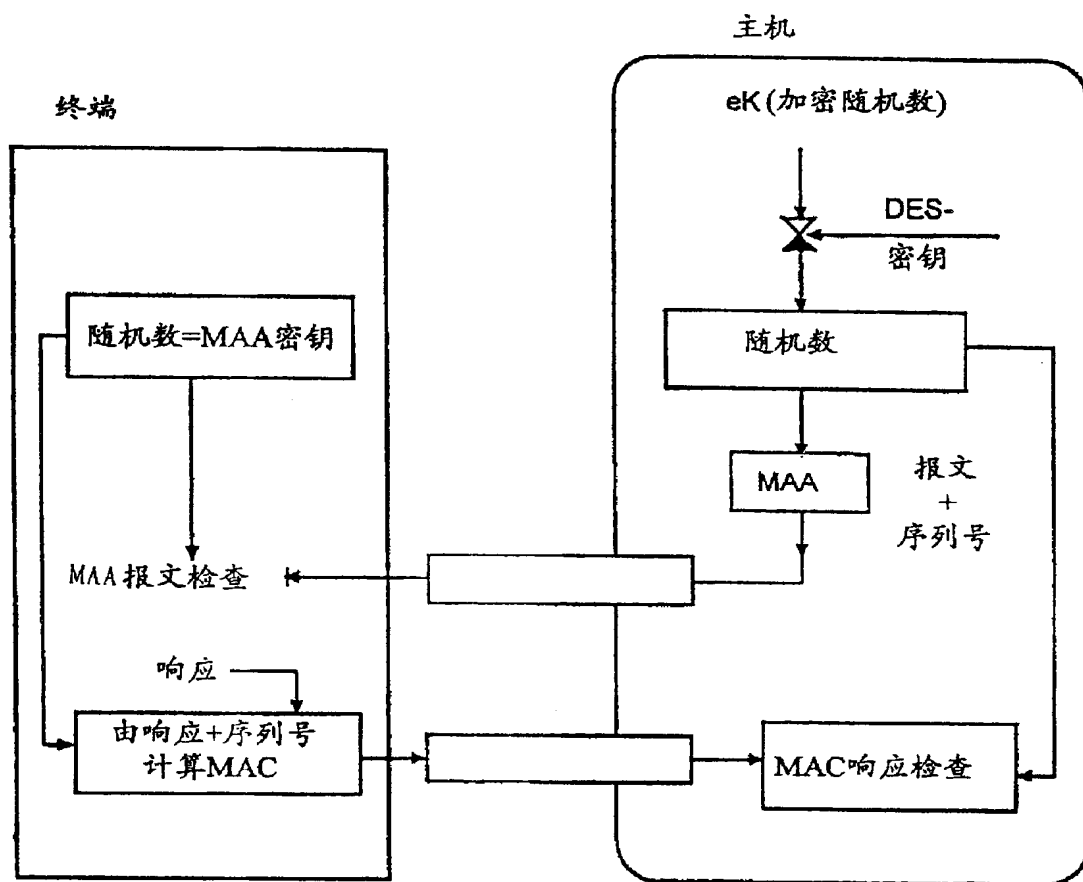 主机
eK(加密随机数)
终端
DES-
密钥
随机数=MAA密钥
随机数
MAA
报文
+
序列号
MAA报文检查
响应
由响应+序列号
计算MAC
MAC响应检查